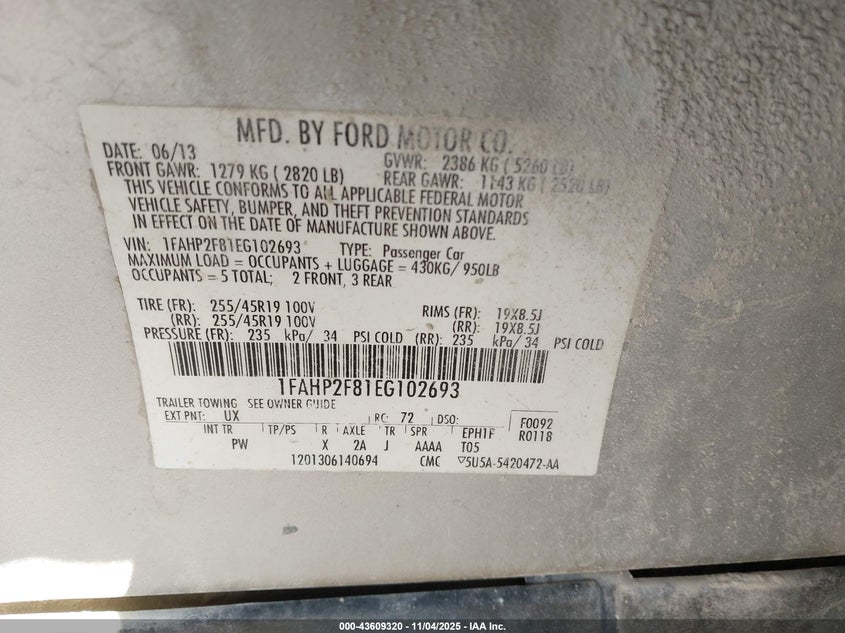 MFD. BY FORD MOTOR CO.
DATE: 06/13 GVWR: 2386 KG ( 5260 LB)
FRONT GAWR: 1279 KG ( 2820 LB) REAR GAWR: 1143 KG ( 2520 LB)
THIS VEHICLE CONFORMS TO ALL APPLICABLE FEDERAL MOTOR
VEHICLE SAFETY, BUMPER, AND THEFT PREVENTION STANDARDS
IN EFFECT ON THE DATE OF MANUFACTURE SHOWN ABOVE.
VIN: 1FAHP2F81EG102693 TYPE: Passenger Car
MAXIMUM LOAD = OCCUPANTS + LUGGAGE = 430KG/ 950LB
OCCUPANTS = 5 TOTAL; 2 FRONT, 3 REAR
TIRE (FR): 255/45R19 100V RIMS (FR): 19X8.5J
(RR): 255/45R19 100V (RR): 19X8.5J
PRESSURE (FR): 235 kPa/ 34 PSI COLD (RR): 235 kPa/ 34 PSI COLD
1FAHP2F81EG102693
TRAILER TOWING SEE OWNER GUIDE
EXT PNT: UX RC: 72 DSO: F0092
INT TR TP/PS R AXLE TR SPR EPH1F R0118
PW X 2A J AAAA T05
1201306140694 CMC ▽5U5A-5420472-AA
000-43609320 - 11/04/2025 - IAA Inc.